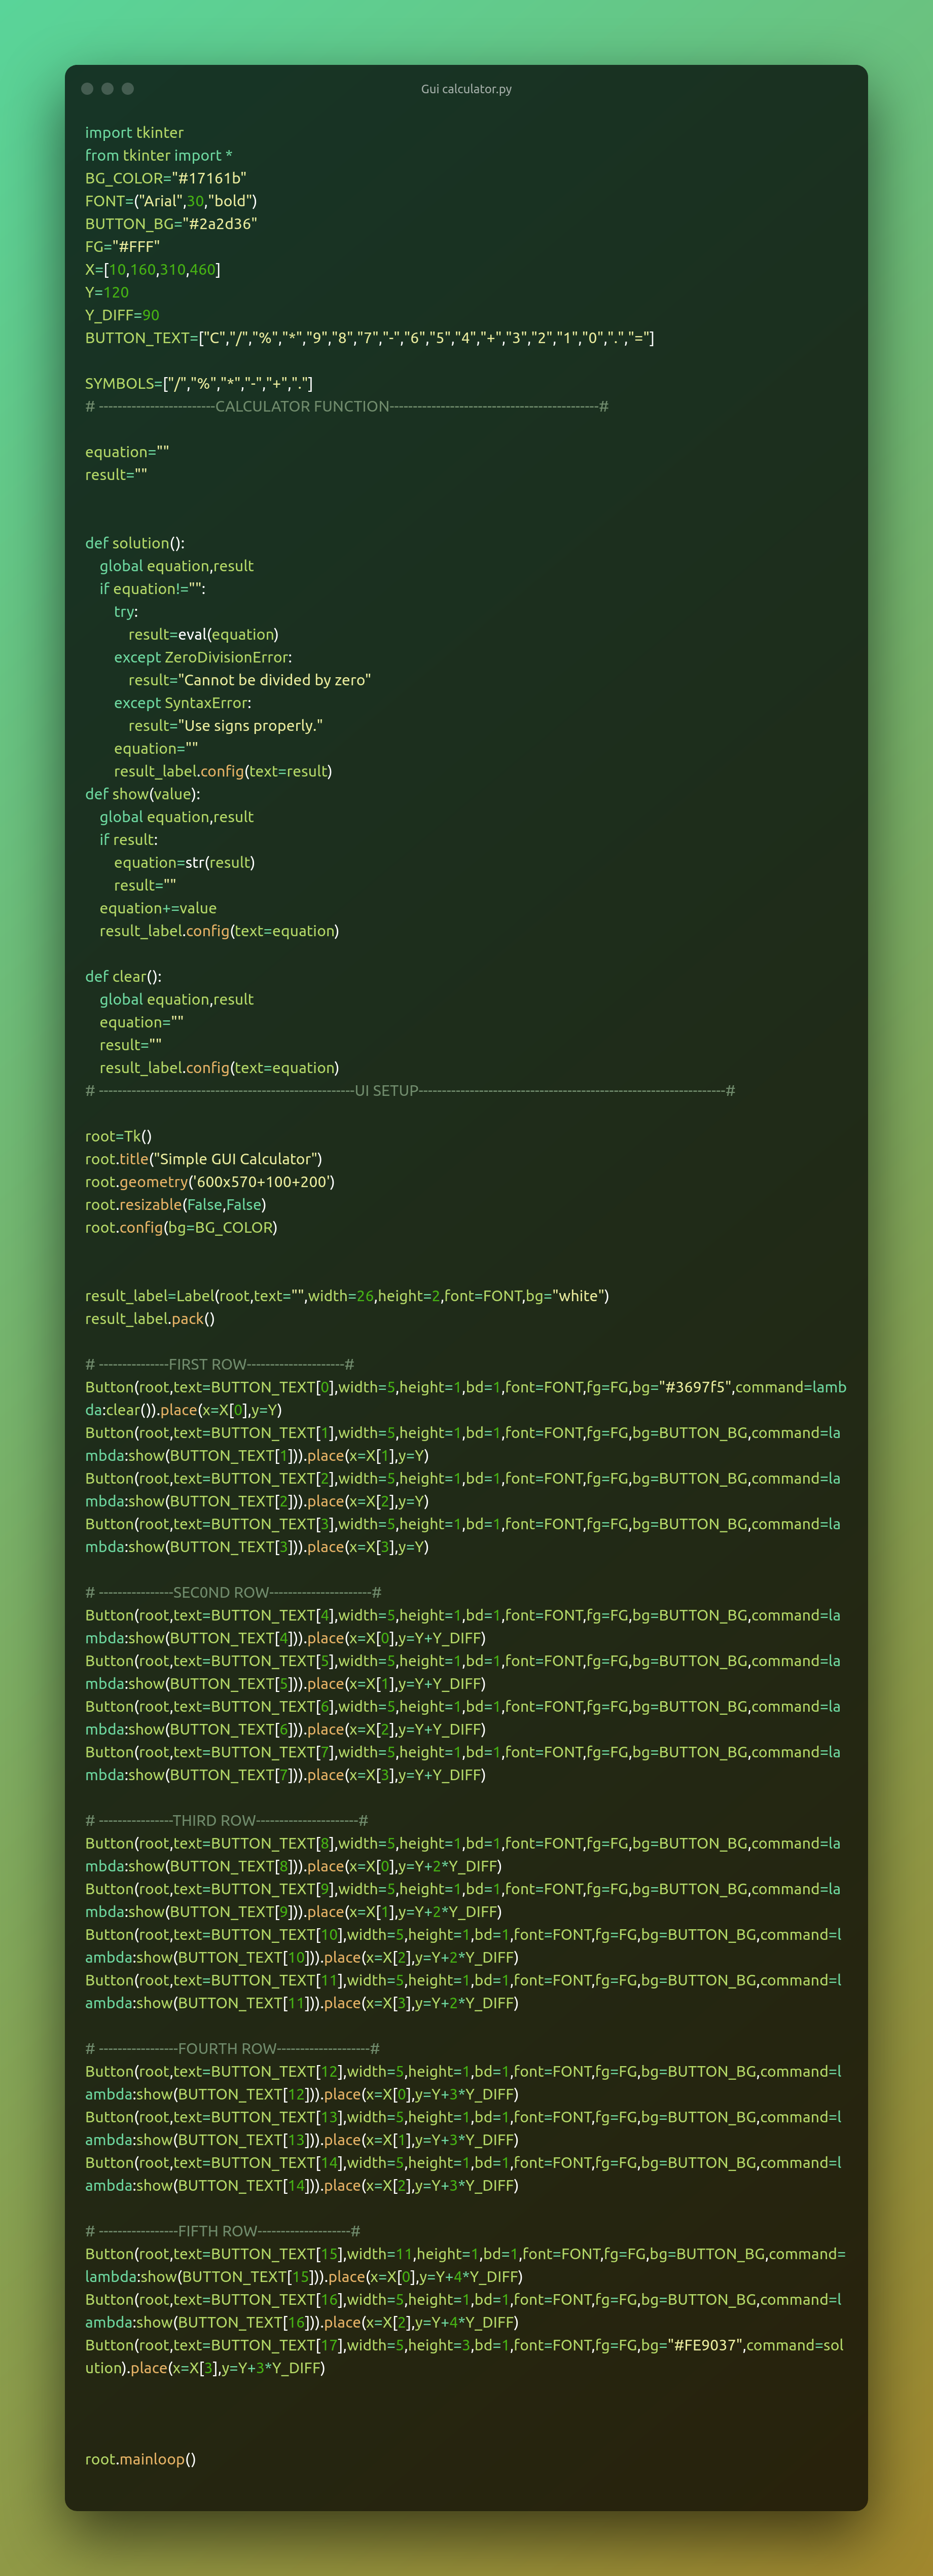 Gui calculator.py
import tkinter
from tkinter import *
BG_COLOR="#17161b"
FONT=("Arial",30,"bold")
BUTTON_BG="#2a2d36"
FG="#FFF"
X=[10,160,310,460]
Y=120
Y_DIFF=90
BUTTON_TEXT=["C","/","%","*","9","8","7","-","6","5","4","+","3","2","1","0",".","="]
SYMBOLS=["/","%","*","-","+","."]
# -------------------------CALCULATOR FUNCTION---------------------------------------------#
equation=""
result=""
def solution():
    global equation,result
    if equation!="":
        try:
            result=eval(equation)
        except ZeroDivisionError:
            result="Cannot be divided by zero"
        except SyntaxError:
            result="Use signs properly."
        equation=""
        result_label.config(text=result)
def show(value):
    global equation,result
    if result:
        equation=str(result)
        result=""
    equation+=value
    result_label.config(text=equation)
def clear():
    global equation,result
    equation=""
    result=""
    result_label.config(text=equation)
# -------------------------------------------------------UI SETUP------------------------------------------------------------------#
root=Tk()
root.title("Simple GUI Calculator")
root.geometry('600x570+100+200')
root.resizable(False,False)
root.config(bg=BG_COLOR)
result_label=Label(root,text="",width=26,height=2,font=FONT,bg="white")
result_label.pack()
# ---------------FIRST ROW---------------------#
Button(root,text=BUTTON_TEXT[0],width=5,height=1,bd=1,font=FONT,fg=FG,bg="#3697f5",command=lamb
da:clear()).place(x=X[0],y=Y)
Button(root,text=BUTTON_TEXT[1],width=5,height=1,bd=1,font=FONT,fg=FG,bg=BUTTON_BG,command=la
mbda:show(BUTTON_TEXT[1])).place(x=X[1],y=Y)
Button(root,text=BUTTON_TEXT[2],width=5,height=1,bd=1,font=FONT,fg=FG,bg=BUTTON_BG,command=la
mbda:show(BUTTON_TEXT[2])).place(x=X[2],y=Y)
Button(root,text=BUTTON_TEXT[3],width=5,height=1,bd=1,font=FONT,fg=FG,bg=BUTTON_BG,command=la
mbda:show(BUTTON_TEXT[3])).place(x=X[3],y=Y)
# ----------------SEC0ND ROW----------------------#
Button(root,text=BUTTON_TEXT[4],width=5,height=1,bd=1,font=FONT,fg=FG,bg=BUTTON_BG,command=la
mbda:show(BUTTON_TEXT[4])).place(x=X[0],y=Y+Y_DIFF)
Button(root,text=BUTTON_TEXT[5],width=5,height=1,bd=1,font=FONT,fg=FG,bg=BUTTON_BG,command=la
mbda:show(BUTTON_TEXT[5])).place(x=X[1],y=Y+Y_DIFF)
Button(root,text=BUTTON_TEXT[6],width=5,height=1,bd=1,font=FONT,fg=FG,bg=BUTTON_BG,command=la
mbda:show(BUTTON_TEXT[6])).place(x=X[2],y=Y+Y_DIFF)
Button(root,text=BUTTON_TEXT[7],width=5,height=1,bd=1,font=FONT,fg=FG,bg=BUTTON_BG,command=la
mbda:show(BUTTON_TEXT[7])).place(x=X[3],y=Y+Y_DIFF)
# ----------------THIRD ROW----------------------#
Button(root,text=BUTTON_TEXT[8],width=5,height=1,bd=1,font=FONT,fg=FG,bg=BUTTON_BG,command=la
mbda:show(BUTTON_TEXT[8])).place(x=X[0],y=Y+2*Y_DIFF)
Button(root,text=BUTTON_TEXT[9],width=5,height=1,bd=1,font=FONT,fg=FG,bg=BUTTON_BG,command=la
mbda:show(BUTTON_TEXT[9])).place(x=X[1],y=Y+2*Y_DIFF)
Button(root,text=BUTTON_TEXT[10],width=5,height=1,bd=1,font=FONT,fg=FG,bg=BUTTON_BG,command=l
ambda:show(BUTTON_TEXT[10])).place(x=X[2],y=Y+2*Y_DIFF)
Button(root,text=BUTTON_TEXT[11],width=5,height=1,bd=1,font=FONT,fg=FG,bg=BUTTON_BG,command=l
ambda:show(BUTTON_TEXT[11])).place(x=X[3],y=Y+2*Y_DIFF)
# -----------------FOURTH ROW--------------------#
Button(root,text=BUTTON_TEXT[12],width=5,height=1,bd=1,font=FONT,fg=FG,bg=BUTTON_BG,command=l
ambda:show(BUTTON_TEXT[12])).place(x=X[0],y=Y+3*Y_DIFF)
Button(root,text=BUTTON_TEXT[13],width=5,height=1,bd=1,font=FONT,fg=FG,bg=BUTTON_BG,command=l
ambda:show(BUTTON_TEXT[13])).place(x=X[1],y=Y+3*Y_DIFF)
Button(root,text=BUTTON_TEXT[14],width=5,height=1,bd=1,font=FONT,fg=FG,bg=BUTTON_BG,command=l
ambda:show(BUTTON_TEXT[14])).place(x=X[2],y=Y+3*Y_DIFF)
# -----------------FIFTH ROW--------------------#
Button(root,text=BUTTON_TEXT[15],width=11,height=1,bd=1,font=FONT,fg=FG,bg=BUTTON_BG,command=
lambda:show(BUTTON_TEXT[15])).place(x=X[0],y=Y+4*Y_DIFF)
Button(root,text=BUTTON_TEXT[16],width=5,height=1,bd=1,font=FONT,fg=FG,bg=BUTTON_BG,command=l
ambda:show(BUTTON_TEXT[16])).place(x=X[2],y=Y+4*Y_DIFF)
Button(root,text=BUTTON_TEXT[17],width=5,height=3,bd=1,font=FONT,fg=FG,bg="#FE9037",command=sol
ution).place(x=X[3],y=Y+3*Y_DIFF)
root.mainloop()